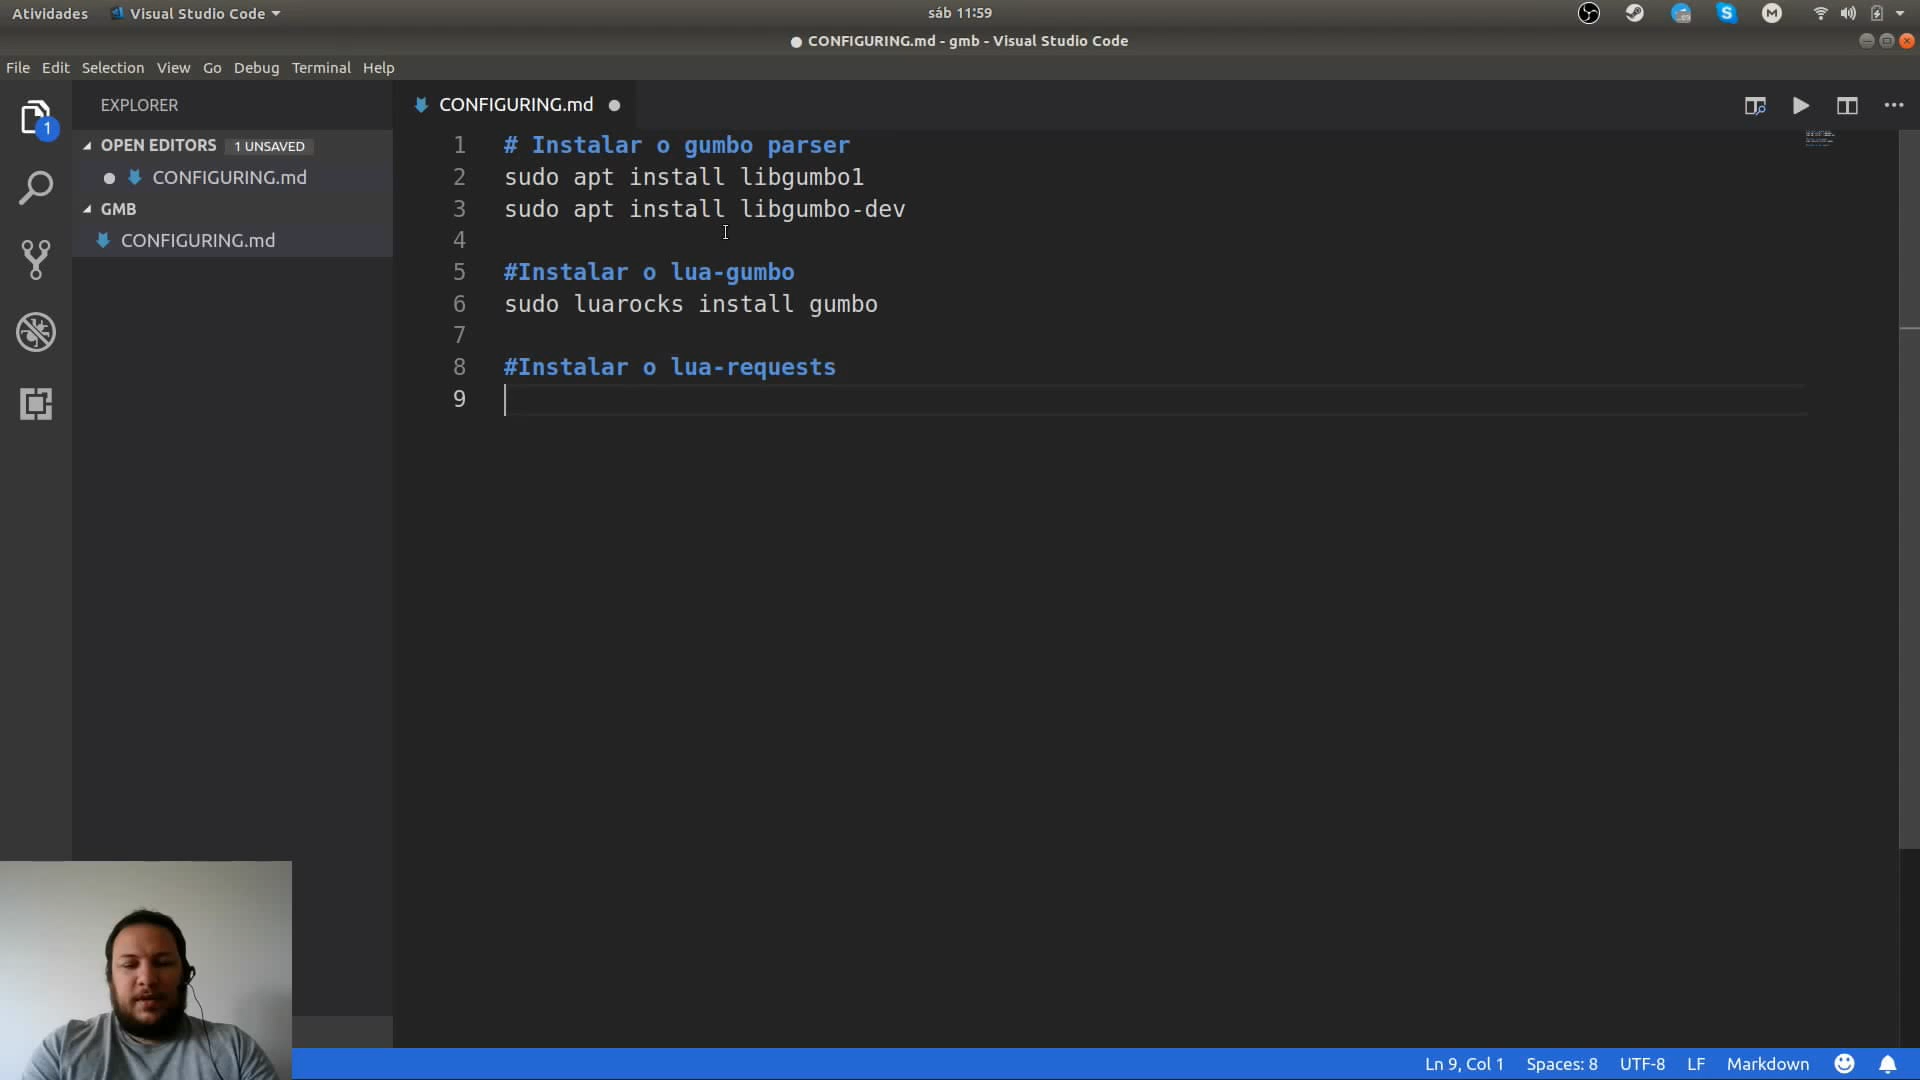 Atividades
Visual Studio Code
sáb 11:59
CONFIGURING.md - gmb - Visual Studio Code
File Edit Selection View Go Debug Terminal Help
1
EXPLORER
OPEN EDITORS 1 UNSAVED
CONFIGURING.md
GMB
CONFIGURING.md
CONFIGURING.md
1 # Instalar o gumbo parser
2 sudo apt install libgumbo1
3 sudo apt install libgumbo-dev
4
5 #Instalar o lua-gumbo
6 sudo luarocks install gumbo
7
8 #Instalar o lua-requests
9
Ln 9, Col 1 Spaces: 8 UTF-8 LF Markdown